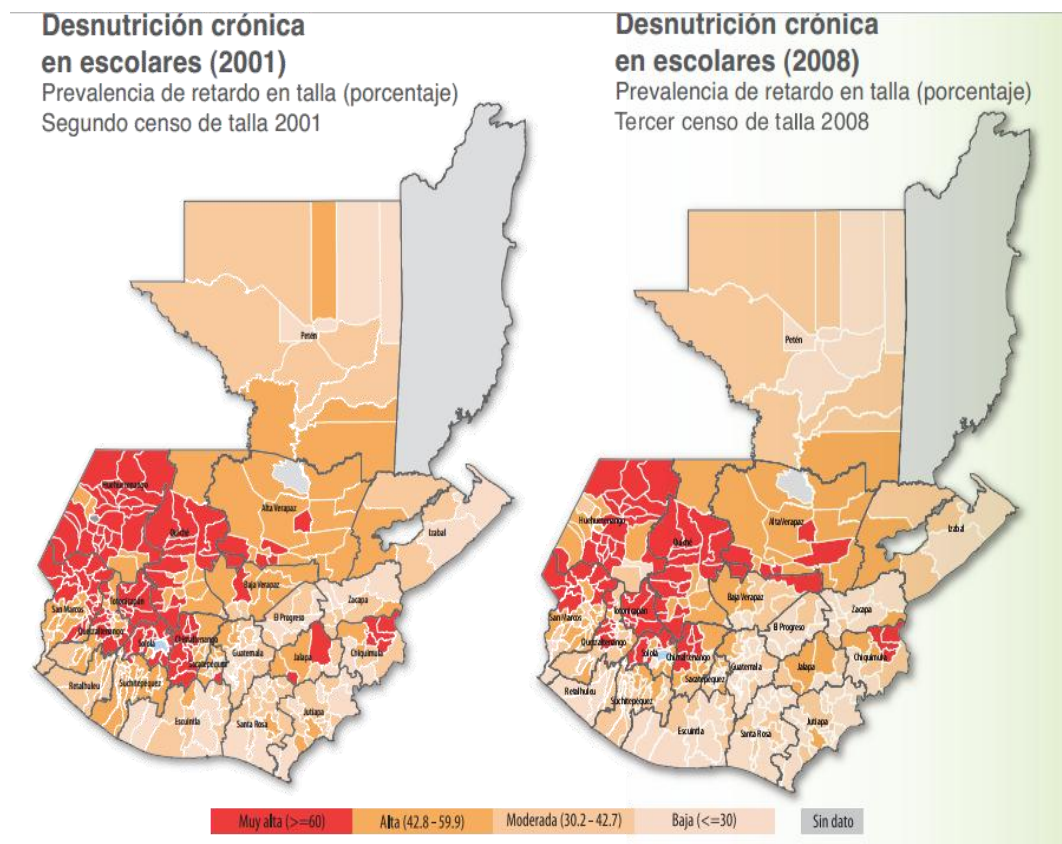 Desnutrición crónica
en escolares (2001)
Prevalencia de retardo en talla (porcentaje)
Segundo censo de talla 2001
Desnutrición crónica
en escolares (2008)
Prevalencia de retardo en talla (porcentaje)
Tercer censo de talla 2008
Petén
Huehuetenango
Quiché
Alta Verapaz
Izabal
Baja Verapaz
Zacapa
San Marcos
Totonicapán
El Progreso
Quetzaltenango
Sololá
Chimaltenango
Guatemala
Jalapa
Chiquimula
Sacatepéquez
Retalhuleu
Suchitepéquez
Escuintla
Santa Rosa
Jutiapa
Petén
Huehuetenango
Quiché
Alta Verapaz
Izabal
Baja Verapaz
Zacapa
San Marcos
Totonicapán
El Progreso
Quetzaltenango
Sololá
Chimaltenango
Guatemala
Jalapa
Chiquimula
Sacatepéquez
Retalhuleu
Suchitepéquez
Escuintla
Santa Rosa
Jutiapa
Muy alta (>=60)
Alta (42.8 – 59.9)
Moderada (30.2 – 42.7)
Baja (<=30)
Sin dato